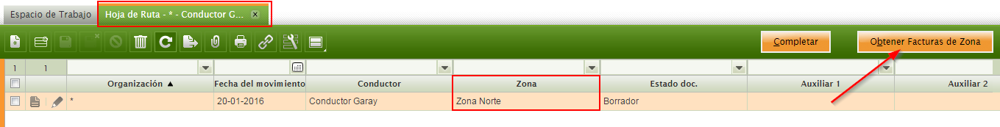 Espacio de Trabajo Hoja de Ruta - * - Conductor G... x
Completar Obtener Facturas de Zona
1 1
Organización ▲ Fecha del movimiento Conductor Zona Estado doc. Auxiliar 1 Auxiliar 2
* 20-01-2016 Conductor Garay Zona Norte Borrador